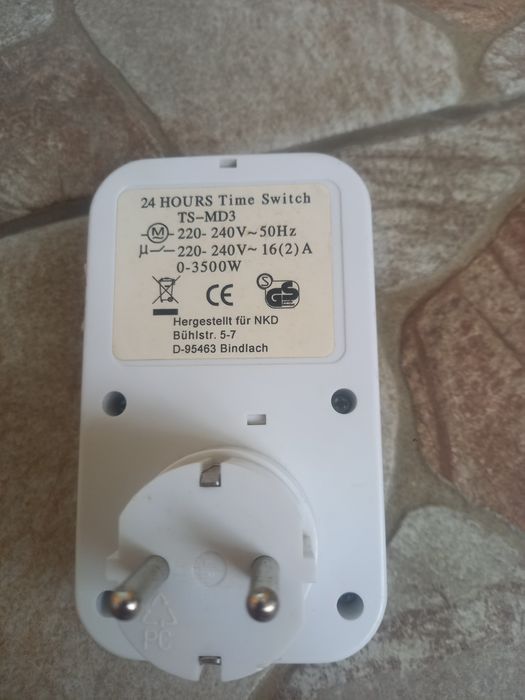 24 HOURS Time Switch
TS-MD3
M 220-240V~50Hz
μ 220-240V~16(2)A
0-3500W
CE S GS
Hergestellt für NKD
Bühlstr. 5-7
D-95463 Bindlach
PC